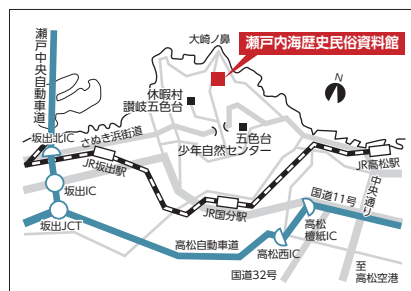 大崎ノ鼻
瀬戸内海歴史民俗資料館
瀬戸中央自動車道
休暇村
讃岐五色台
N
坂出北IC
さぬき浜街道
五色台
少年自然センター
JR坂出駅
JR高松駅
坂出IC
中央通り
国道11号
JR国分駅
坂出JCT
高松
檀紙IC
高松自動車道
高松西IC
至
高松空港
国道32号